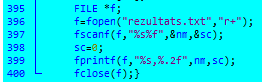 395 FILE *f;
396 f=fopen("rezultats.txt","r+");
397 fscanf(f,"%s%f",&nm,&sc);
398 sc=0;
399 fprintf(f,"%s,%.2f",nm,sc);
400 fclose(f);}